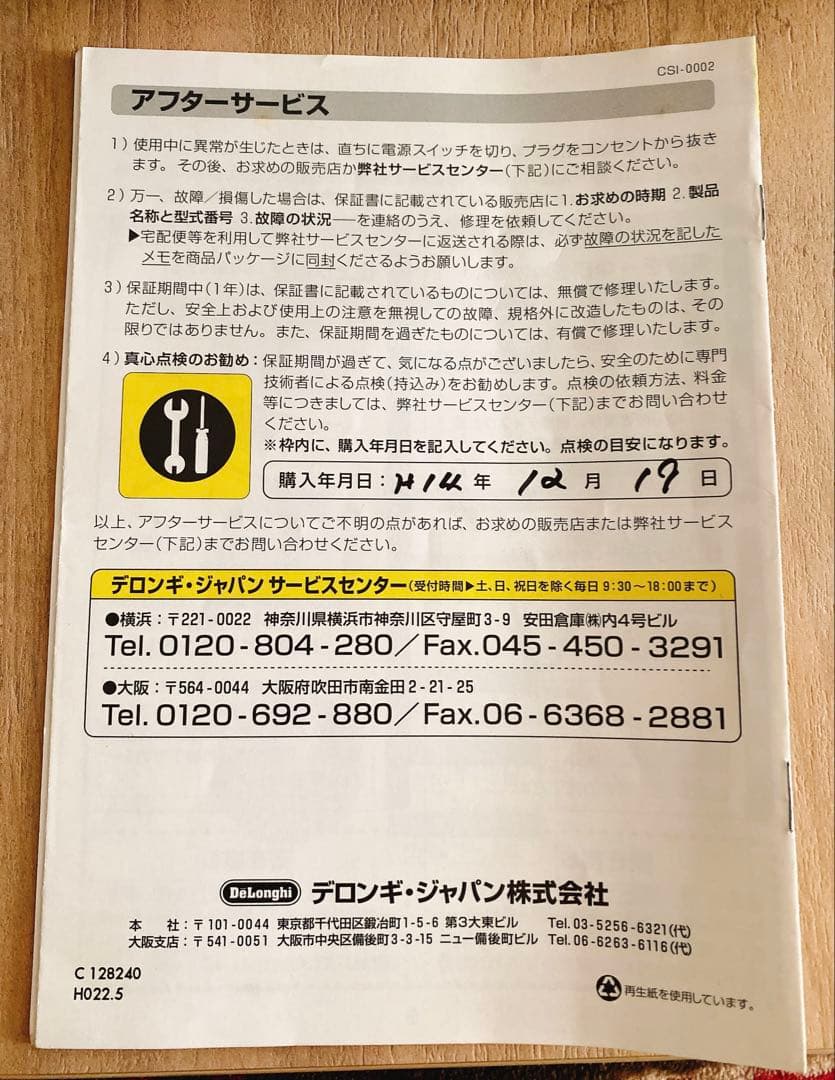 CSI-0002
アフターサービス
1）使用中に異常が生じたときは、直ちに電源スイッチを切り、プラグをコンセントから抜き
ます。その後、お求めの販売店か弊社サービスセンター（下記）にご相談ください。
2）万一、故障／損傷した場合は、保証書に記載されている販売店に1.お求めの時期 2.製品
名称と型式番号 3.故障の状況──を連絡のうえ、修理を依頼してください。
▶宅配便等を利用して弊社サービスセンターに返送される際は、必ず故障の状況を記した
メモを商品パッケージに同封くださるようお願いします。
3）保証期間中（1年）は、保証書に記載されているものについては、無償で修理いたします。
ただし、安全上および使用上の注意を無視しての故障、規格外に改造したものは、その
限りではありません。また、保証期間を過ぎたものについては、有償で修理いたします。
4）真心点検のお勧め：保証期間が過ぎて、気になる点がございましたら、安全のために専門
技術者による点検（持込み）をお勧めします。点検の依頼方法、料金
等につきましては、弊社サービスセンター（下記）までお問い合わせ
ください。
※枠内に、購入年月日を記入してください。点検の目安になります。
購入年月日：H14年 12月 17日
以上、アフターサービスについてご不明の点があれば、お求めの販売店または弊社サービス
センター（下記）までお問い合わせください。
デロンギ・ジャパン サービスセンター（受付時間▶土、日、祝日を除く毎日 9:30〜18:00まで）
●横浜：〒221-0022 神奈川県横浜市神奈川区守屋町3-9 安田倉庫㈱内4号ビル
Tel. 0120-804-280／Fax.045-450-3291
●大阪：〒564-0044 大阪府吹田市南金田2-21-25
Tel. 0120-692-880／Fax.06-6368-2881
DeLonghi デロンギ・ジャパン株式会社
本 社：〒101-0044 東京都千代田区鍛冶町1-5-6 第3大東ビル Tel.03-5256-6321（代）
大阪支店：〒541-0051 大阪市中央区備後町3-3-15 ニュー備後町ビル Tel.06-6263-6116（代）
C 128240
H022.5
再生紙を使用しています。